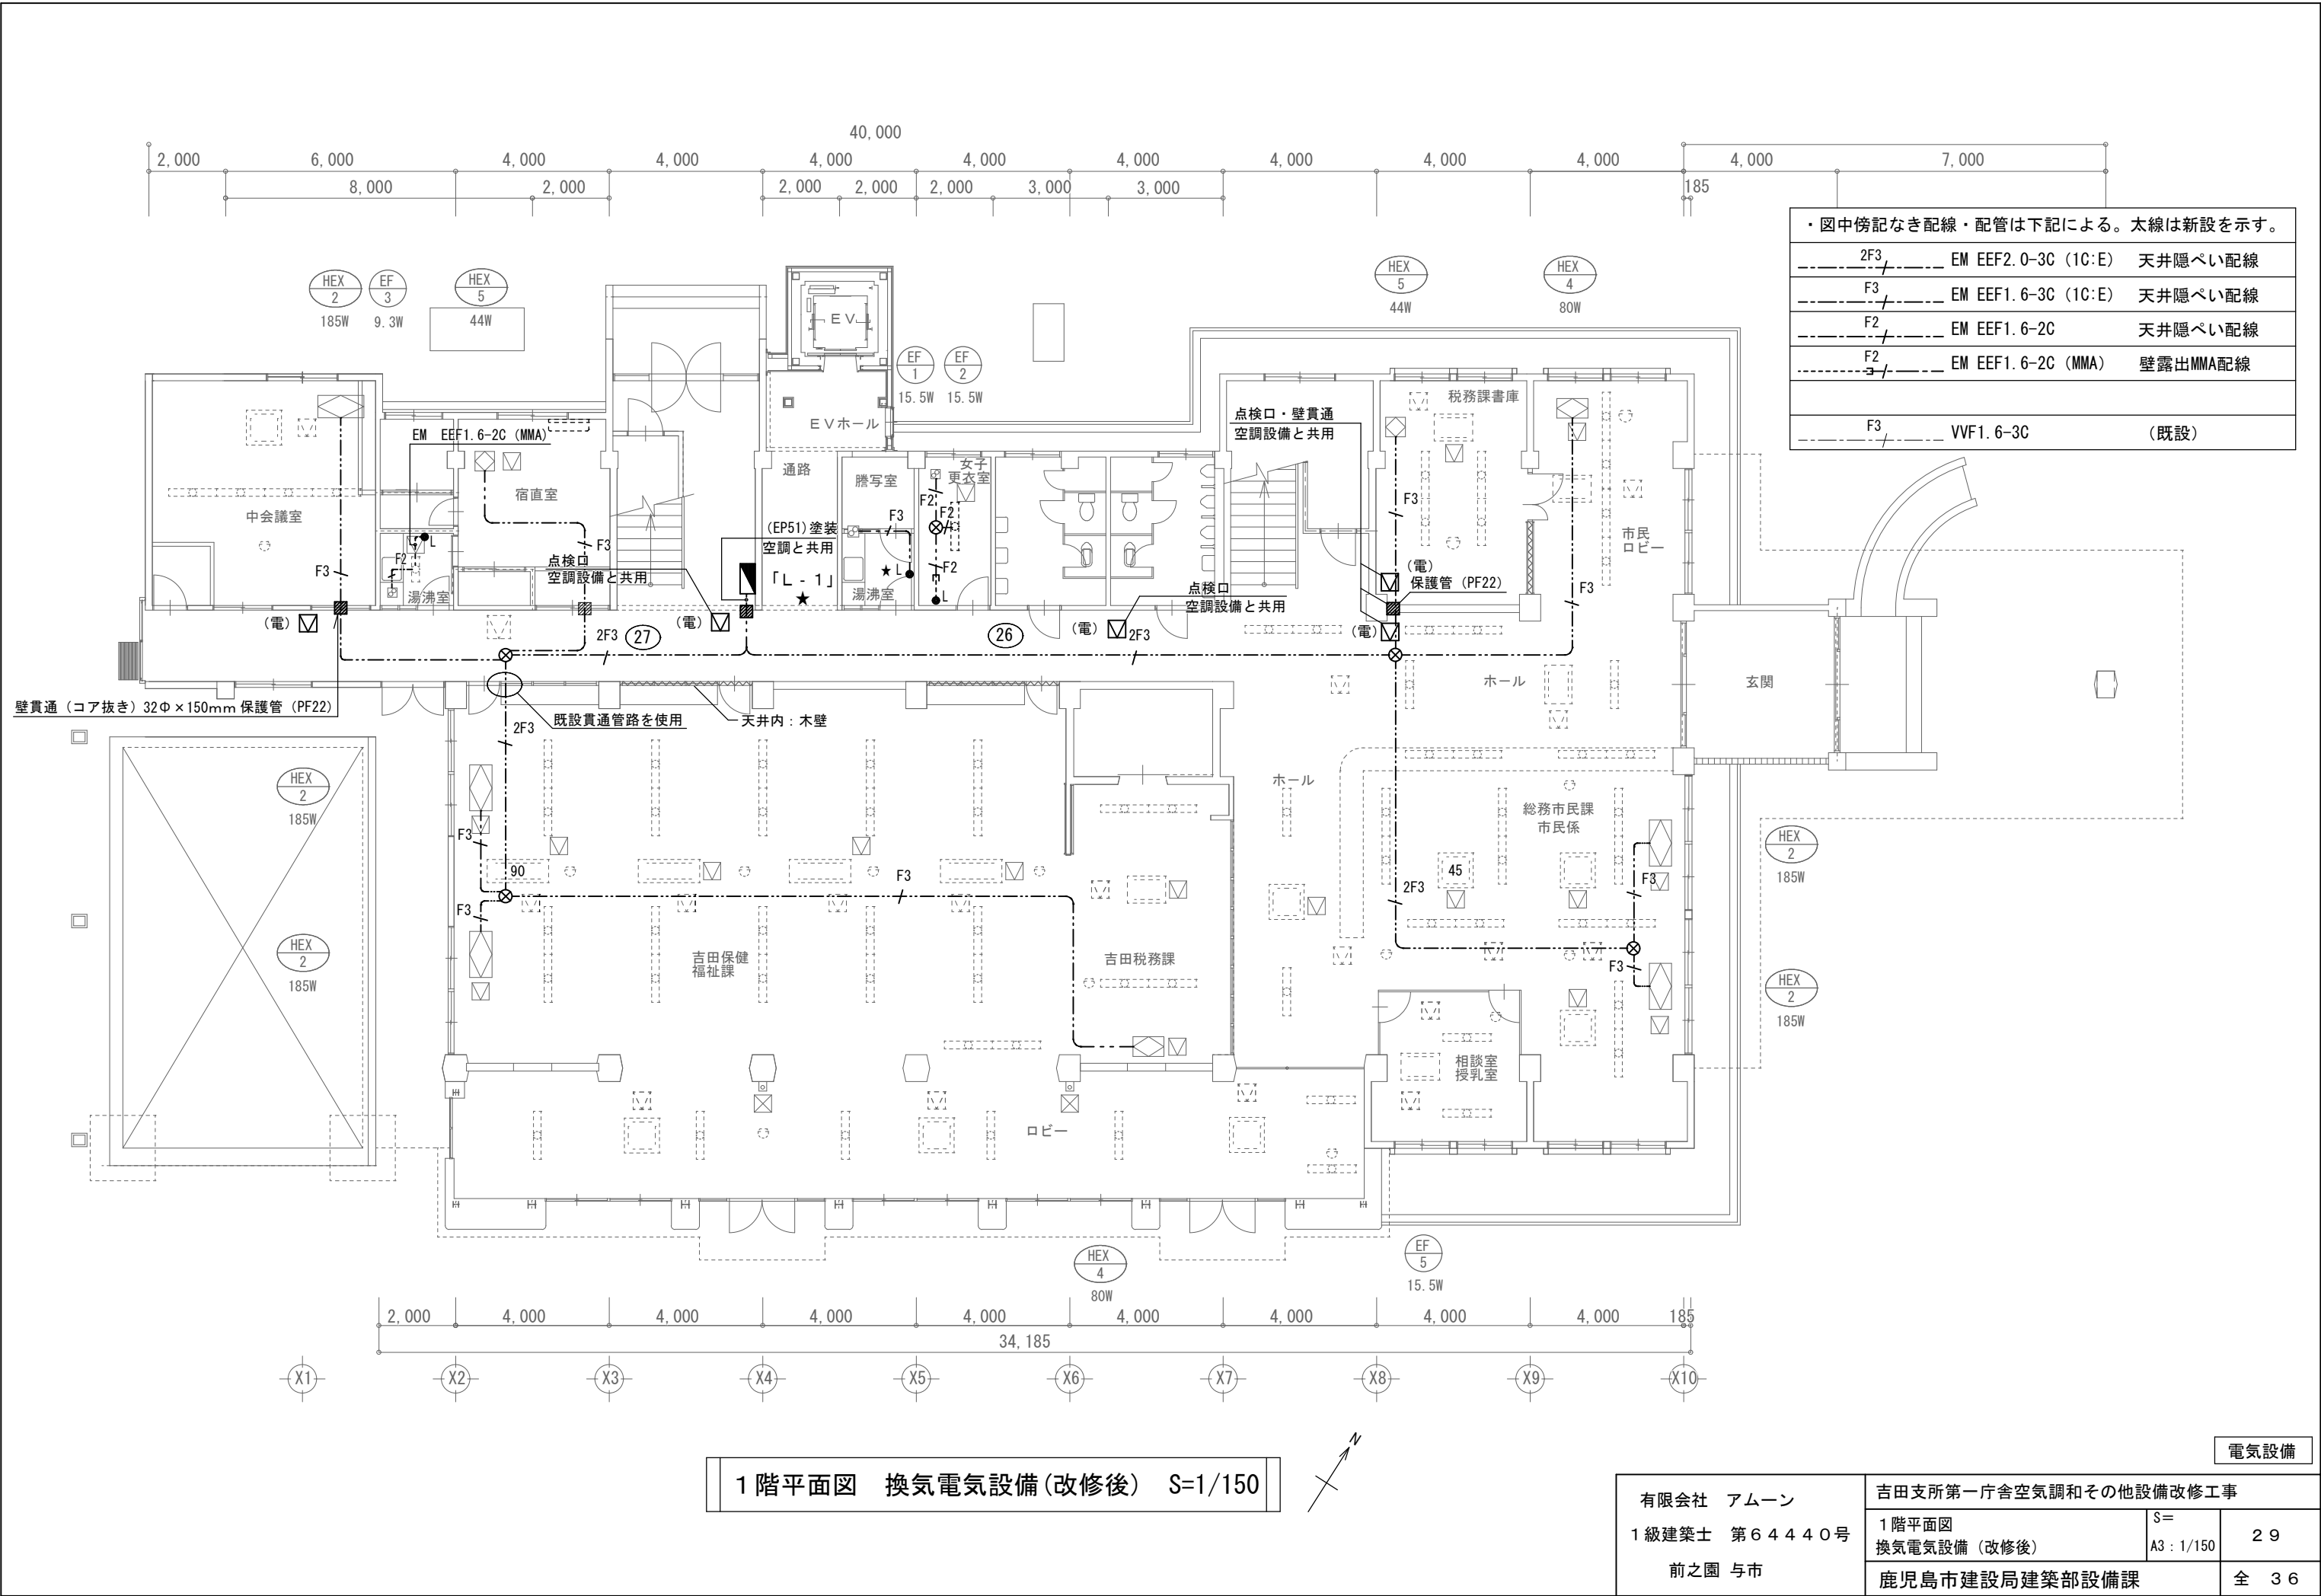 40,000
2,000 6,000 4,000 4,000 4,000 4,000 4,000 4,000 4,000 4,000 4,000 7,000
8,000 2,000 2,000 2,000 2,000 3,000 3,000 185
・図中傍記なき配線・配管は下記による。太線は新設を示す。
2F3 EM EEF2.0-3C (1C:E) 天井隠ぺい配線
F3 EM EEF1.6-3C (1C:E) 天井隠ぺい配線
F2 EM EEF1.6-2C 天井隠ぺい配線
F2 EM EEF1.6-2C (MMA) 壁露出MMA配線
F3 VVF1.6-3C (既設)
HEX 2 185W
EF 3 9.3W
HEX 5 44W
HEX 5 44W
HEX 4 80W
EV
EF 1 15.5W
EF 2 15.5W
EVホール
EM EEF1.6-2C (MMA)
点検口・壁貫通
空調設備と共用
税務課書庫
中会議室
宿直室
通路
謄写室
女子
更衣室
F2
F2
F2
F3
F3
F3
F2
F3
F3
L
L
L
L
(EP51)塗装
空調と共用
「L - 1」
★
★
市民
ロビー
点検口
空調設備と共用
湯沸室
湯沸室
点検口
空調設備と共用
(電)
保護管 (PF22)
(電)
(電)
(電)
(電)
2F3
27
26
2F3
ホール
玄関
壁貫通 (コア抜き) 32Φ×150mm 保護管 (PF22)
既設貫通管路を使用
天井内:木壁
2F3
HEX 2 185W
ホール
総務市民課
市民係
HEX 2 185W
F3
90
F3
45
2F3
F3
F3
HEX 2 185W
吉田保健
福祉課
吉田税務課
F3
HEX 2 185W
相談室
授乳室
ロビー
HEX 4 80W
EF 5 15.5W
2,000 4,000 4,000 4,000 4,000 4,000 4,000 4,000 4,000 185
34,185
X1 X2 X3 X4 X5 X6 X7 X8 X9 X10
N
1階平面図 換気電気設備(改修後) S=1/150
電気設備
有限会社 アムーン
1級建築士 第64440号
前之園 与市
吉田支所第一庁舎空気調和その他設備改修工事
1階平面図
換気電気設備 (改修後)
S=
A3 : 1/150
29
鹿児島市建設局建築部設備課
全 36